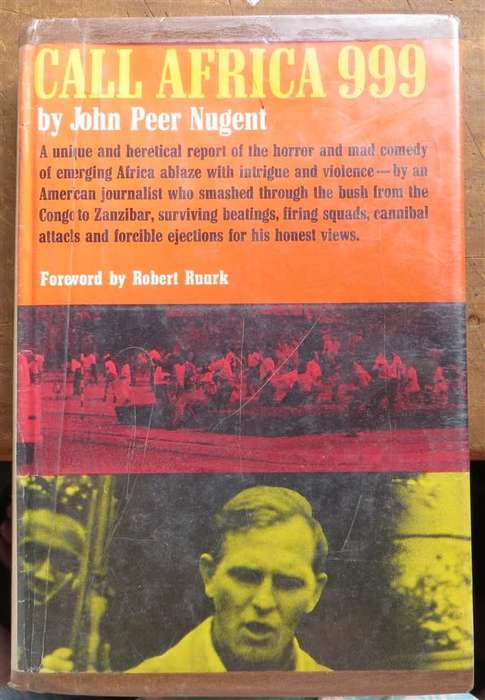 CALL AFRICA 999
by John Peer Nugent
A unique and heretical report of the horror and mad comedy
of emerging Africa ablaze with intrigue and violence—by an
American journalist who smashed through the bush from the
Congo to Zanzibar, surviving beatings, firing squads, cannibal
attacks and forcible ejections for his honest views.
Foreword by Robert Ruark